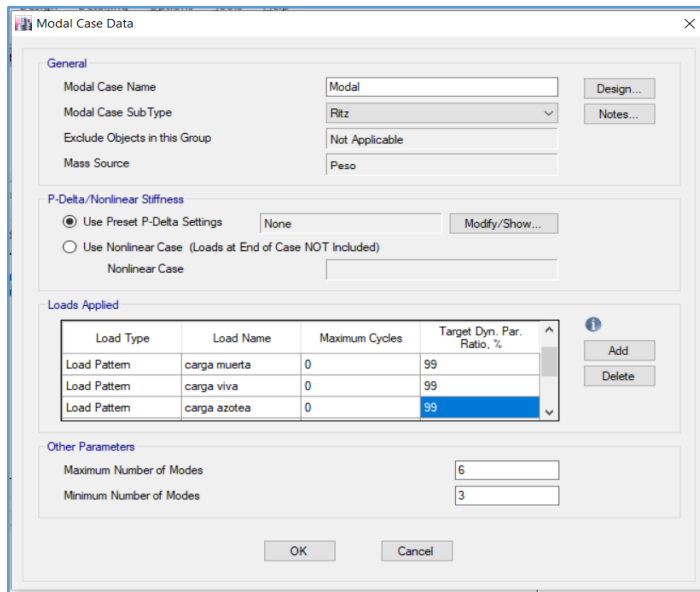 Modal Case Data
General
Modal Case Name Modal Design...
Modal Case SubType Ritz Notes...
Exclude Objects in this Group Not Applicable
Mass Source Peso
P-Delta/Nonlinear Stiffness
Use Preset P-Delta Settings None Modify/Show...
Use Nonlinear Case (Loads at End of Case NOT Included)
Nonlinear Case
Loads Applied
Load Type Load Name Maximum Cycles Target Dyn. Par.
Ratio, %
Add
Load Pattern carga muerta 0 99
Delete
Load Pattern carga viva 0 99
Load Pattern carga azotea 0 99
Other Parameters
Maximum Number of Modes 6
Minimum Number of Modes 3
OK Cancel